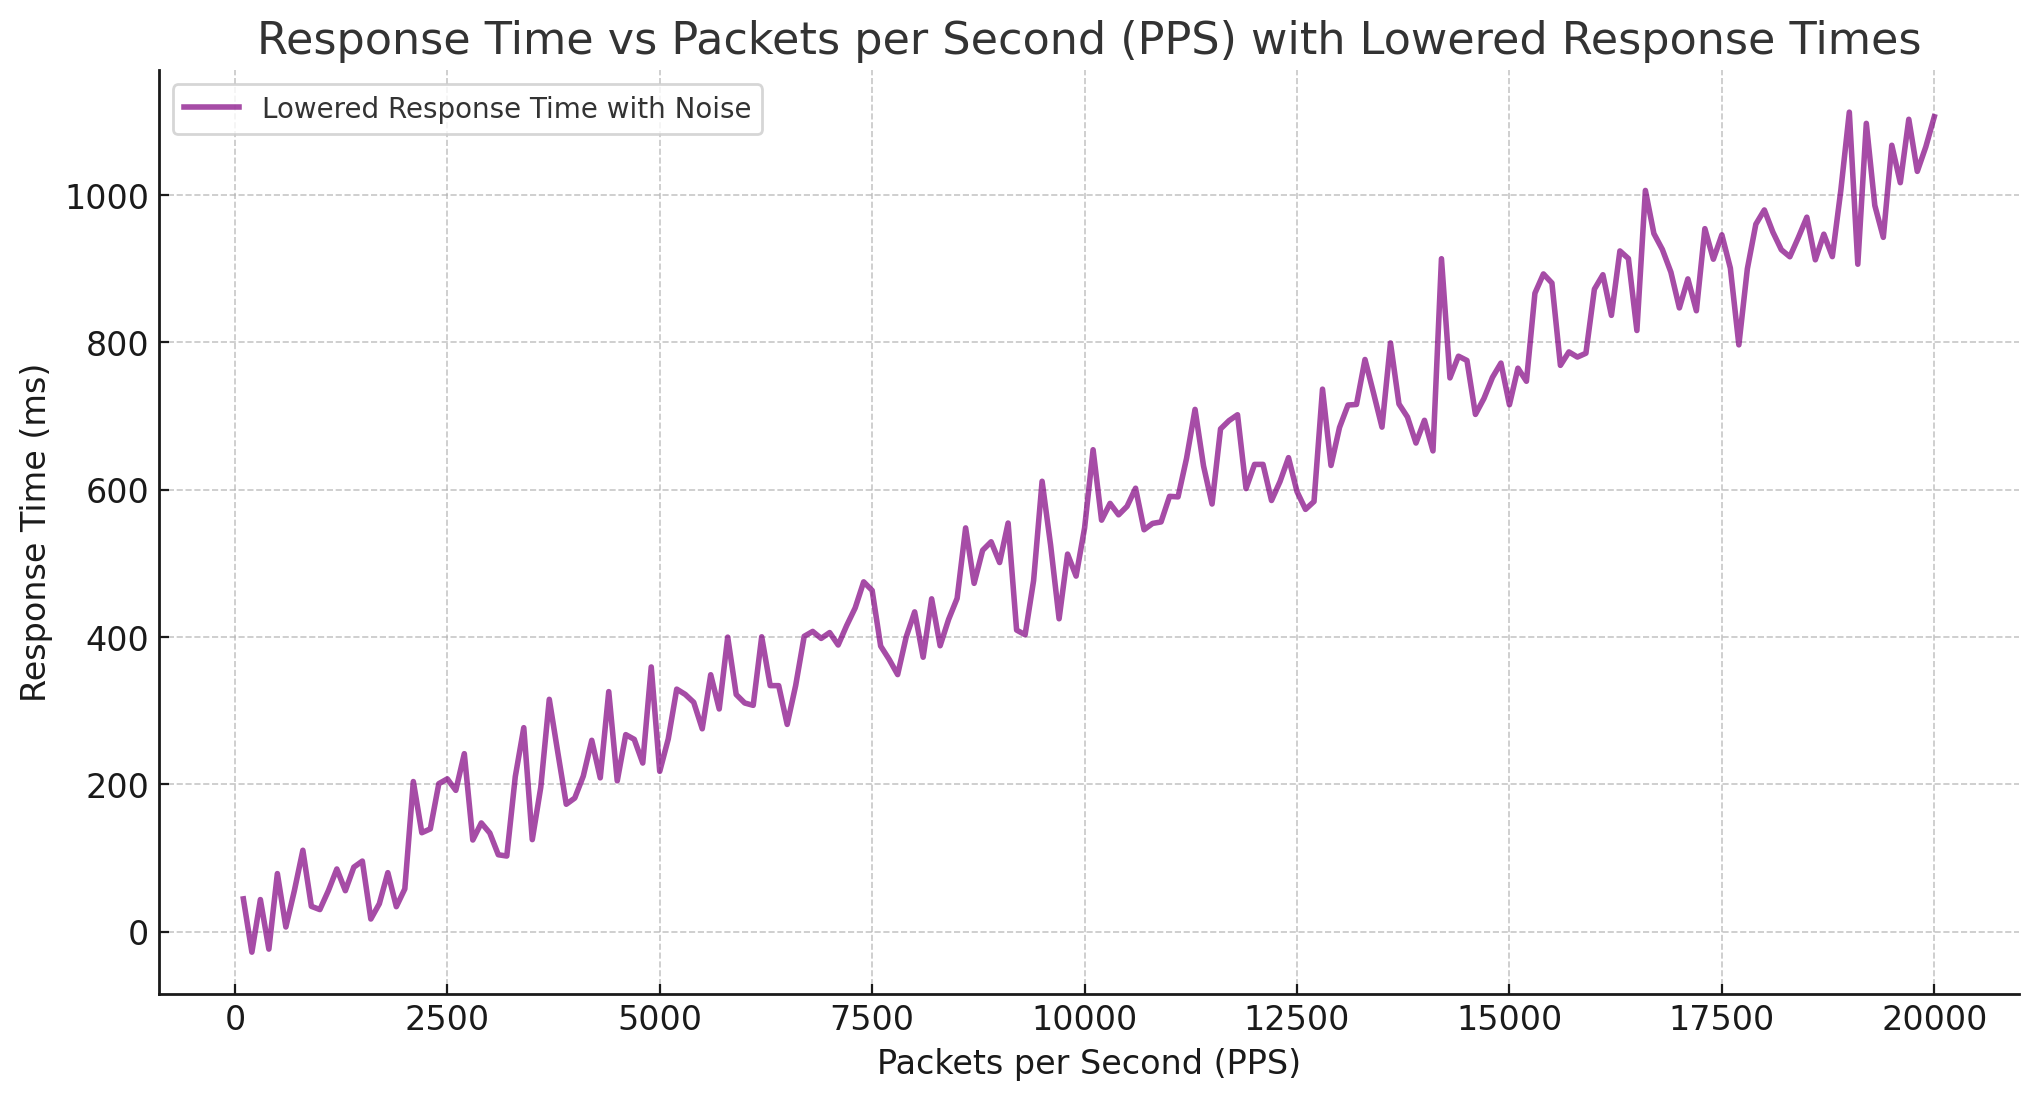 Response Time vs Packets per Second (PPS) with Lowered Response Times
Lowered Response Time with Noise
Response Time (ms)
1000
800
600
400
200
0
0 2500 5000 7500 10000 12500 15000 17500 20000
Packets per Second (PPS)